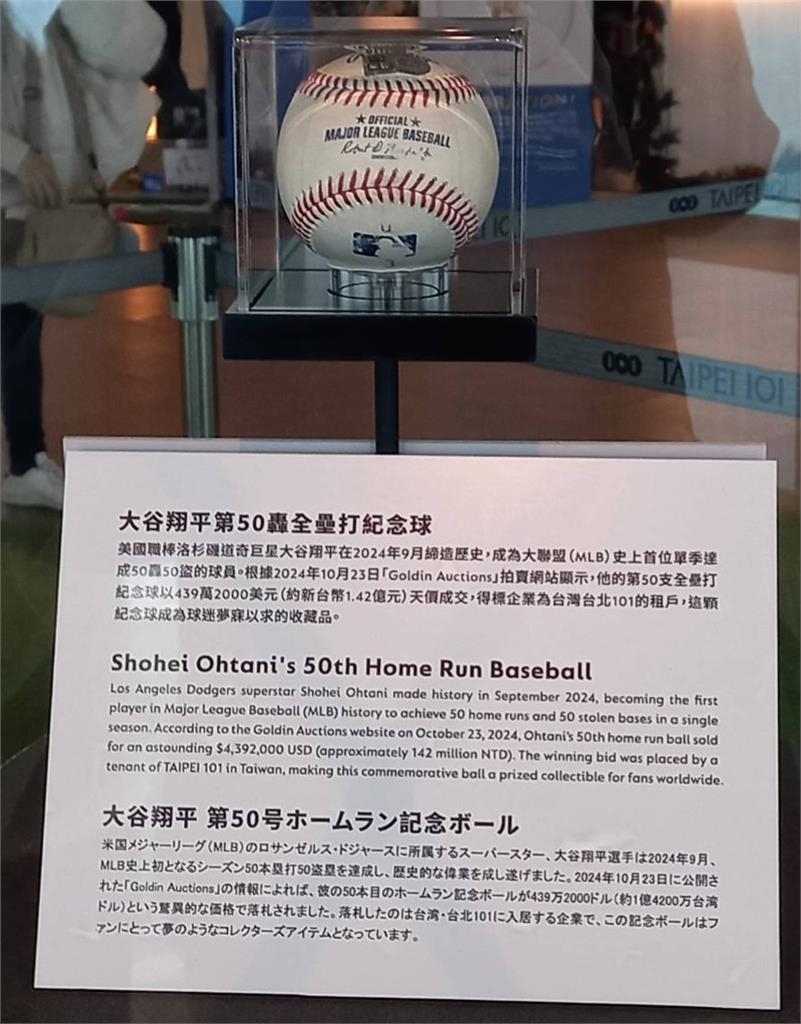 ★ OFFICIAL ★
MAJOR LEAGUE BASEBALL
TAIPEI 101
TAIPEI 101
大谷翔平第50轟全壘打紀念球
美國職棒洛杉磯道奇巨星大谷翔平在2024年9月締造歷史，成為大聯盟（MLB）史上首位單季達
成50轟50盜的球員。根據2024年10月23日「Goldin Auctions」拍賣網站顯示，他的第50支全壘打
紀念球以439萬2000美元（約新台幣1.42億元）天價成交，得標企業為台灣台北101的租戶，這顆
紀念球成為球迷夢寐以求的收藏品。
Shohei Ohtani's 50th Home Run Baseball
Los Angeles Dodgers superstar Shohei Ohtani made history in September 2024, becoming the first
player in Major League Baseball (MLB) history to achieve 50 home runs and 50 stolen bases in a single
season. According to the Goldin Auctions website on October 23, 2024, Ohtani's 50th home run ball sold
for an astounding $4,392,000 USD (approximately 142 million NTD). The winning bid was placed by a
tenant of TAIPEI 101 in Taiwan, making this commemorative ball a prized collectible for fans worldwide.
大谷翔平 第50号ホームラン記念ボール
米国メジャーリーグ（MLB）のロサンゼルス・ドジャースに所属するスーパースター、大谷翔平選手は2024年9月、
MLB史上初となるシーズン50本塁打50盗塁を達成し、歴史的な偉業を成し遂げました。2024年10月23日に公開さ
れた「Goldin Auctions」の情報によれば、彼の50本目のホームラン記念ボールが439万2000ドル（約1億4200万台湾
ドル）という驚異的な価格で落札されました。落札したのは台湾・台北101に入居する企業で、この記念ボールはフ
ァンにとって夢のようなコレクターズアイテムとなっています。